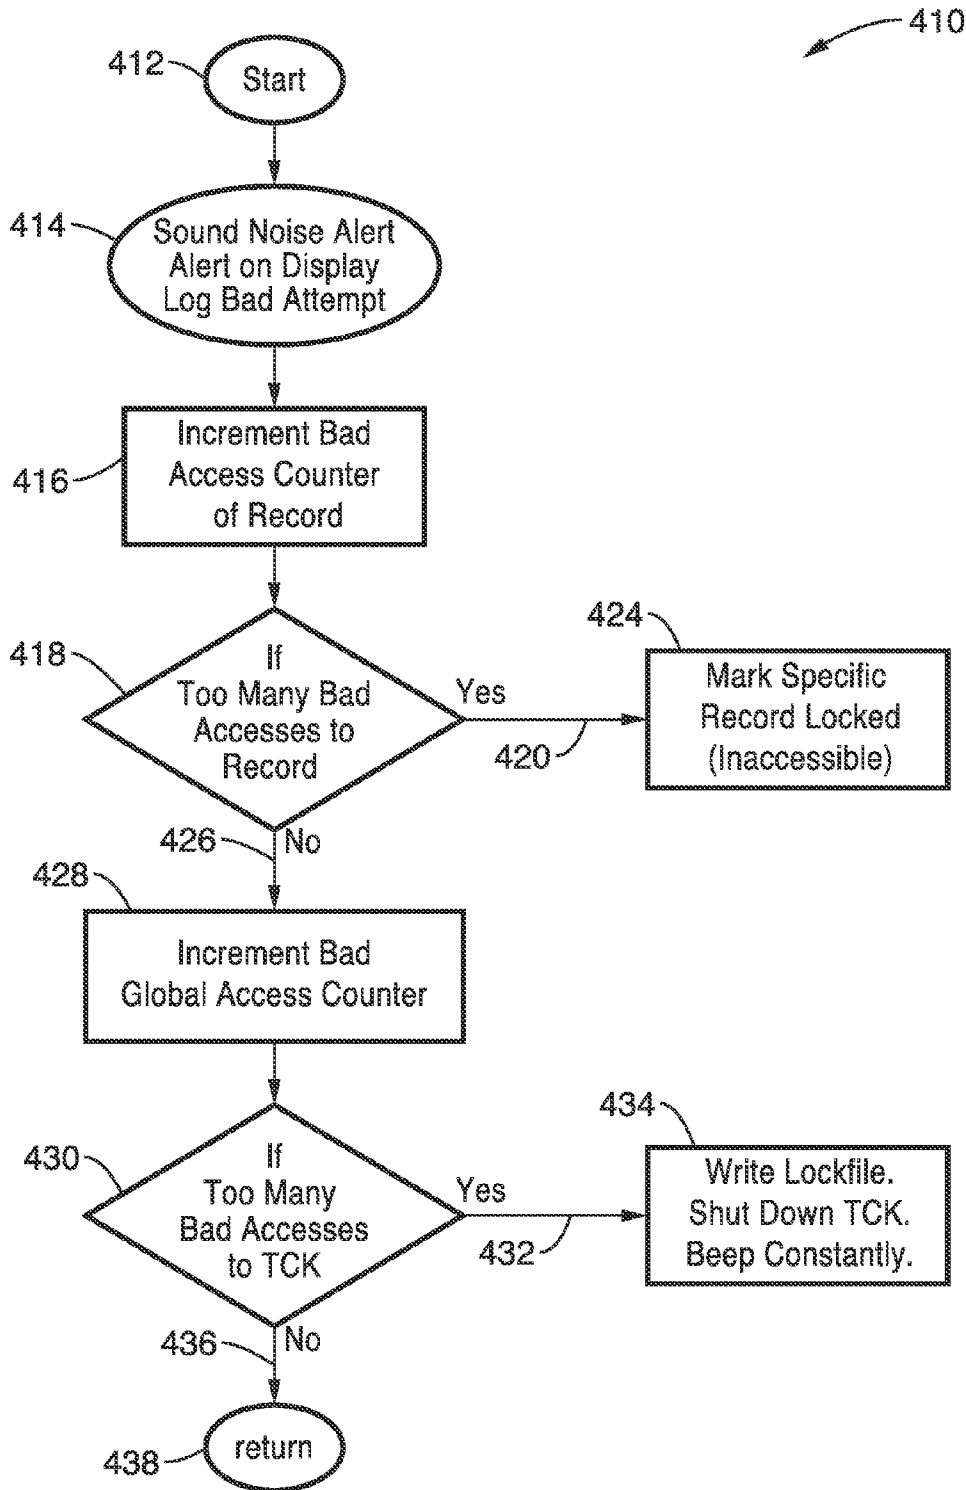 410
412
Start
414
Sound Noise Alert
Alert on Display
Log Bad Attempt
416
Increment Bad
Access Counter
of Record
418
If
Too Many Bad
Accesses to
Record
Yes
420
424
Mark Specific
Record Locked
(Inaccessible)
426
No
428
Increment Bad
Global Access Counter
430
If
Too Many
Bad Accesses
to TCK
Yes
432
434
Write Lockfile.
Shut Down TCK.
Beep Constantly.
436
No
438
return